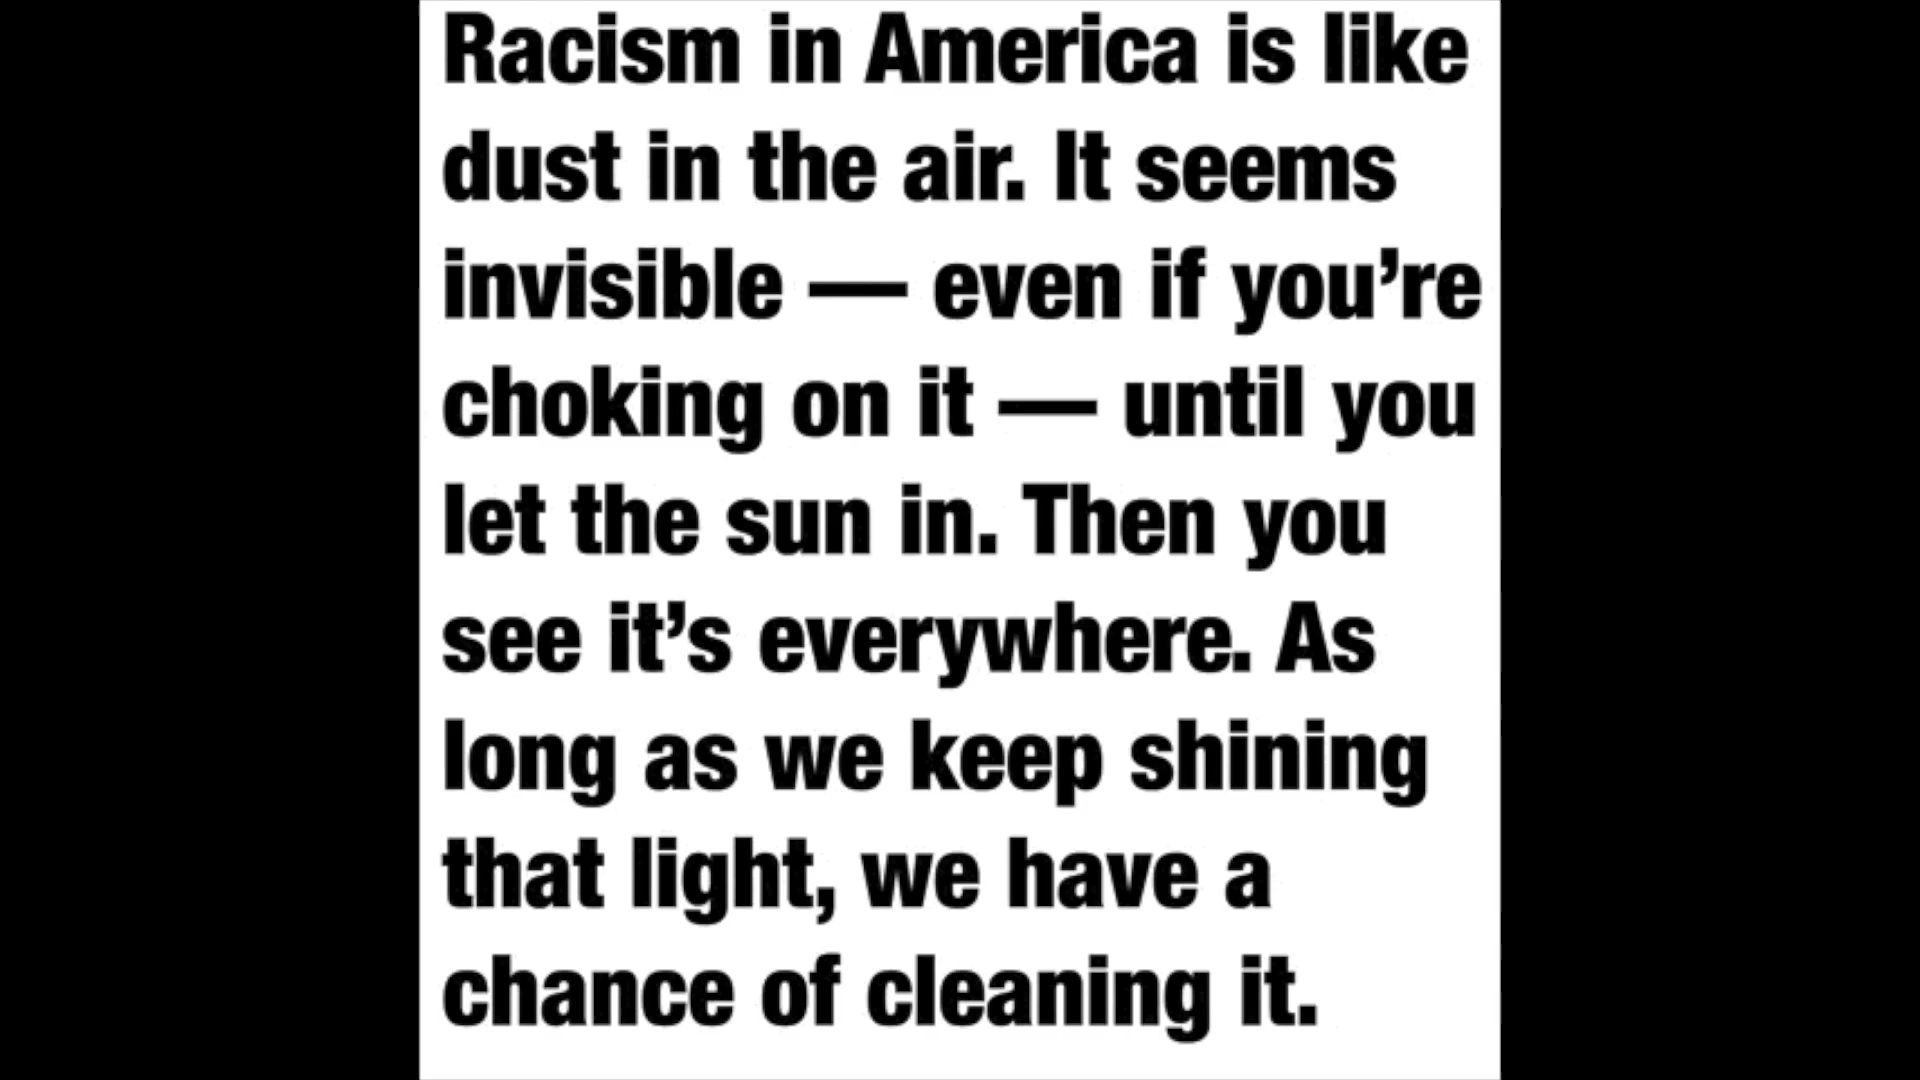 Racism in America is like
dust in the air. It seems
invisible — even if you’re
choking on it — until you
let the sun in. Then you
see it’s everywhere. As
long as we keep shining
that light, we have a
chance of cleaning it.